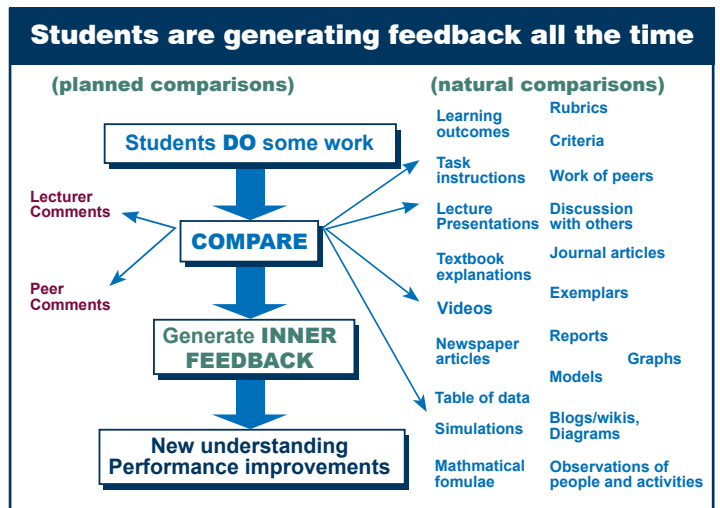 Students are generating feedback all the time
(planned comparisons)
(natural comparisons)
Students DO some work
Lecturer
Comments
COMPARE
Peer
Comments
Generate INNER
FEEDBACK
New understanding
Performance improvements
Learning
outcomes
Rubrics
Criteria
Task
instructions
Work of peers
Lecture
Presentations
Discussion
with others
Textbook
explanations
Journal articles
Videos
Exemplars
Newspaper
articles
Reports
Graphs
Models
Table of data
Simulations
Blogs/wikis,
Diagrams
Mathmatical
fomulae
Observations of
people and activities